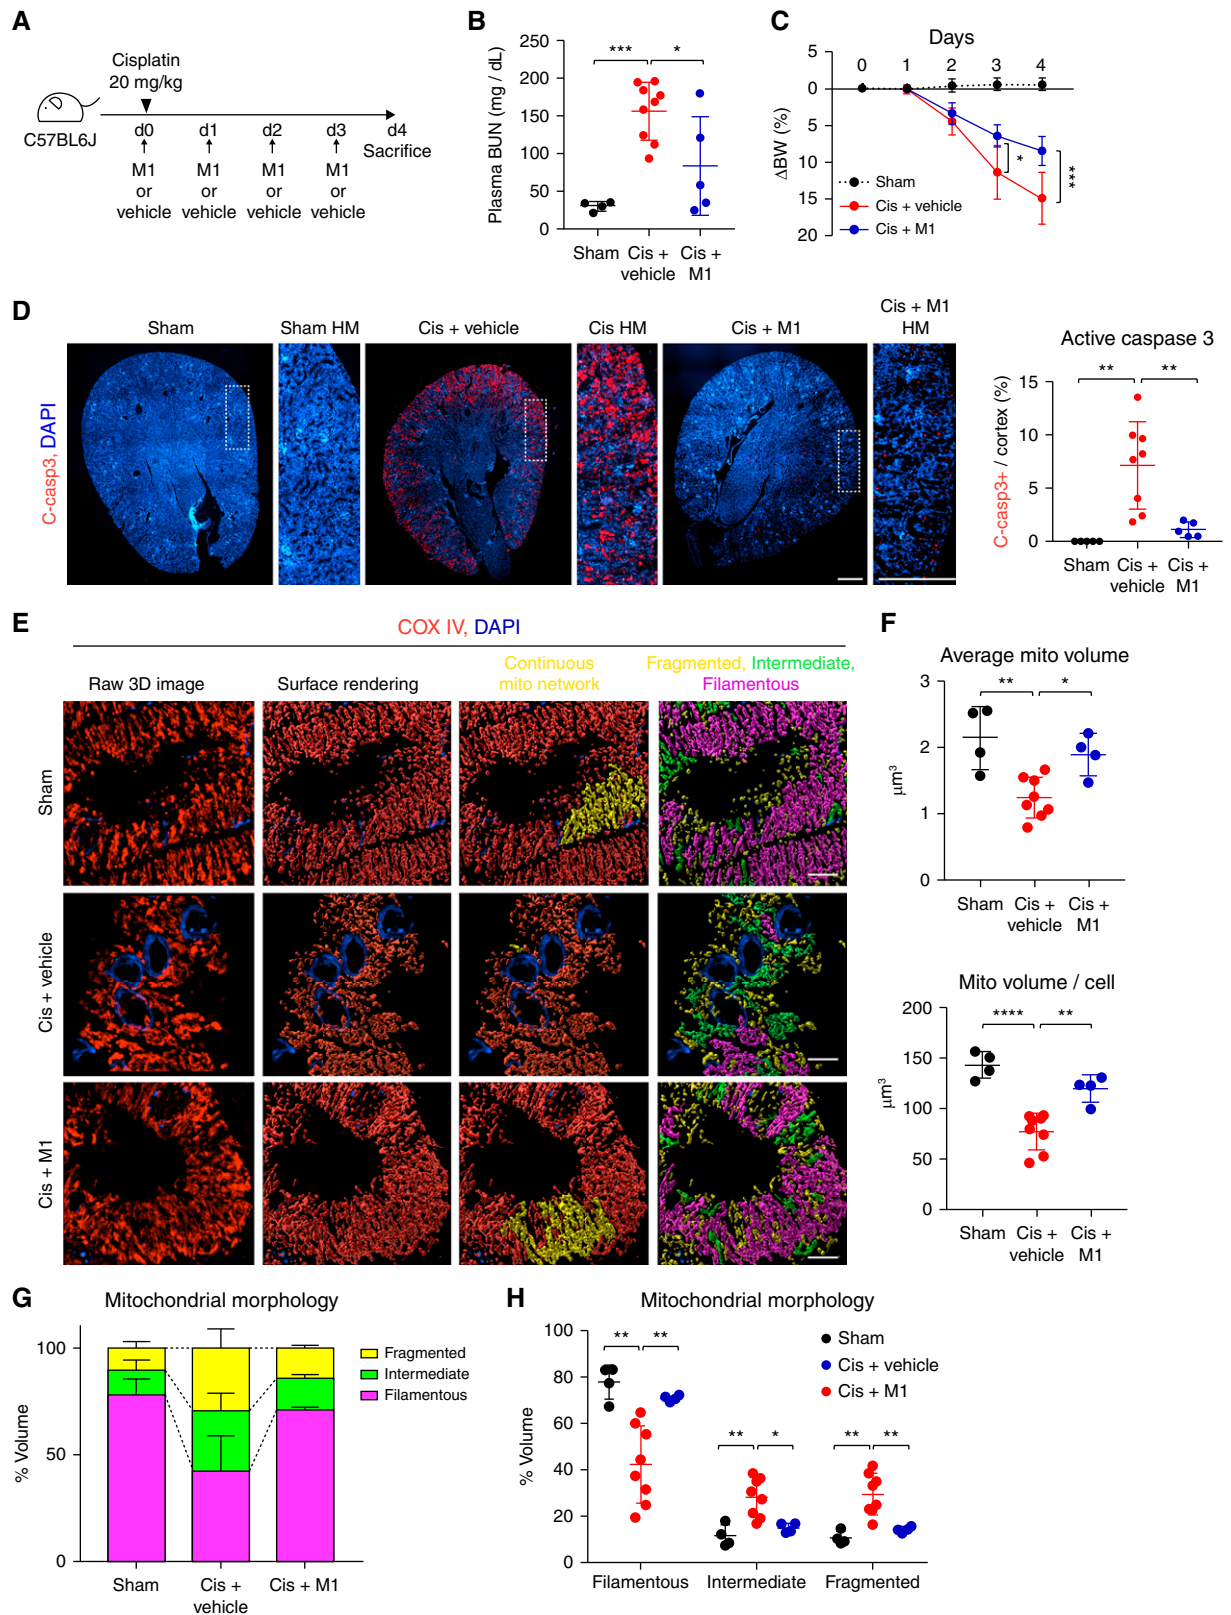 A
Cisplatin
20 mg/kg
C57BL6J
d0
d1
d2
d3
d4
Sacrifice
M1
or
vehicle
M1
or
vehicle
M1
or
vehicle
M1
or
vehicle
B
Plasma BUN (mg / dL)
250
200
150
100
50
0
***
*
Sham
Cis +
vehicle
Cis +
M1
C
Days
0 1 2 3 4
ΔBW (%)
5
0
5
10
15
20
*
***
Sham
Cis + vehicle
Cis + M1
D
C-casp3, DAPI
Sham
Sham HM
Cis + vehicle
Cis HM
Cis + M1
Cis + M1
HM
Active caspase 3
C-casp3+ / cortex (%)
15
10
5
0
**
**
Sham
Cis +
vehicle
Cis +
M1
E
COX IV, DAPI
Raw 3D image
Surface rendering
Continuous
mito network
Fragmented, Intermediate,
Filamentous
Sham
Cis + vehicle
Cis + M1
F
Average mito volume
μm³
3
2
1
0
**
*
Sham
Cis +
vehicle
Cis +
M1
Mito volume / cell
μm³
200
150
100
50
0
****
**
Sham
Cis +
vehicle
Cis +
M1
G
Mitochondrial morphology
% Volume
100
50
0
Fragmented
Intermediate
Filamentous
Sham
Cis +
vehicle
Cis + M1
H
Mitochondrial morphology
% Volume
100
80
60
40
20
0
**
**
**
*
**
**
Sham
Cis + vehicle
Cis + M1
Filamentous
Intermediate
Fragmented